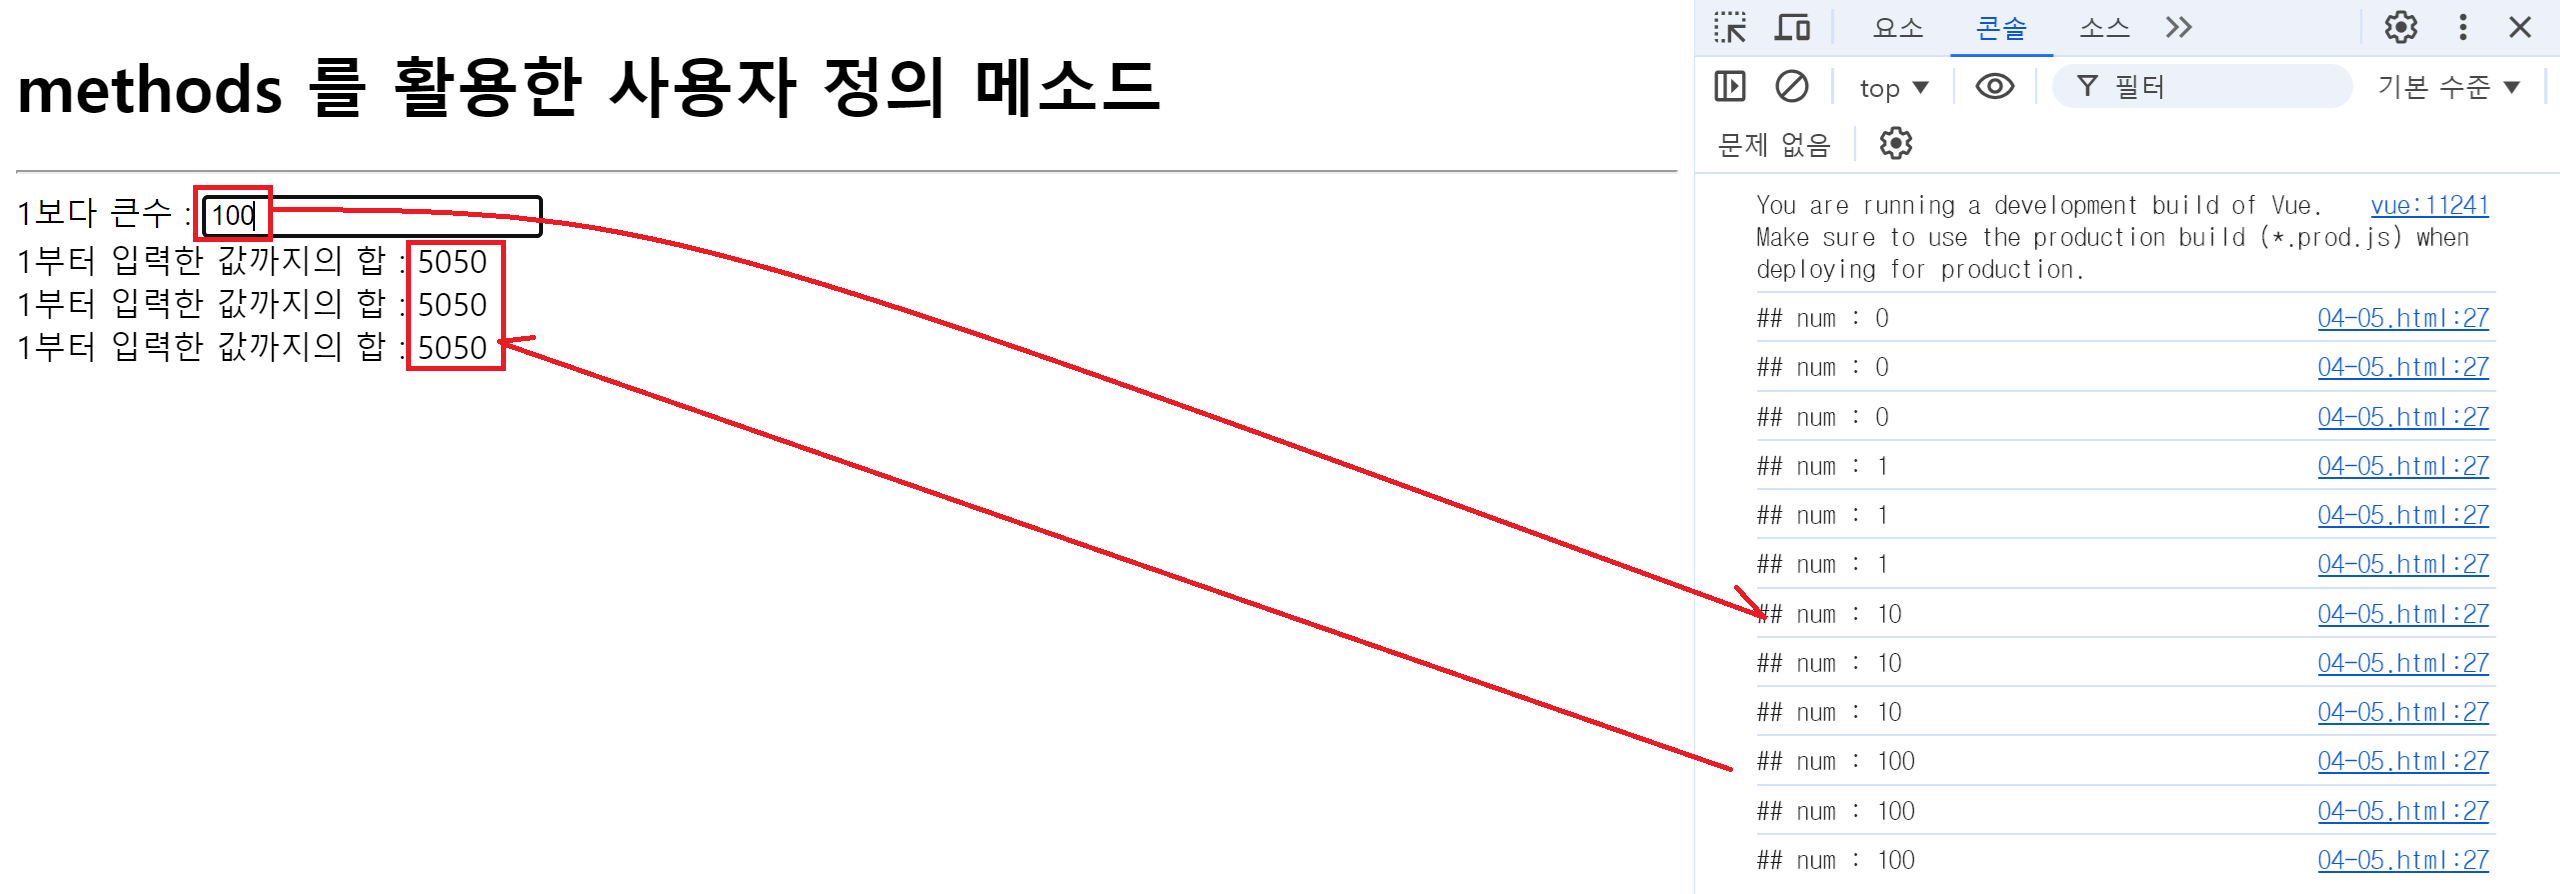 methods 를 활용한 사용자 정의 메소드
1보다 큰수 : 100
1부터 입력한 값까지의 합 : 5050
1부터 입력한 값까지의 합 : 5050
1부터 입력한 값까지의 합 : 5050
요소 콘솔 소스
top 필터 기본 수준
문제 없음
You are running a development build of Vue. vue:11241
Make sure to use the production build (*.prod.js) when
deploying for production.
## num : 0 04-05.html:27
## num : 0 04-05.html:27
## num : 0 04-05.html:27
## num : 1 04-05.html:27
## num : 1 04-05.html:27
## num : 1 04-05.html:27
## num : 10 04-05.html:27
## num : 10 04-05.html:27
## num : 10 04-05.html:27
## num : 100 04-05.html:27
## num : 100 04-05.html:27
## num : 100 04-05.html:27